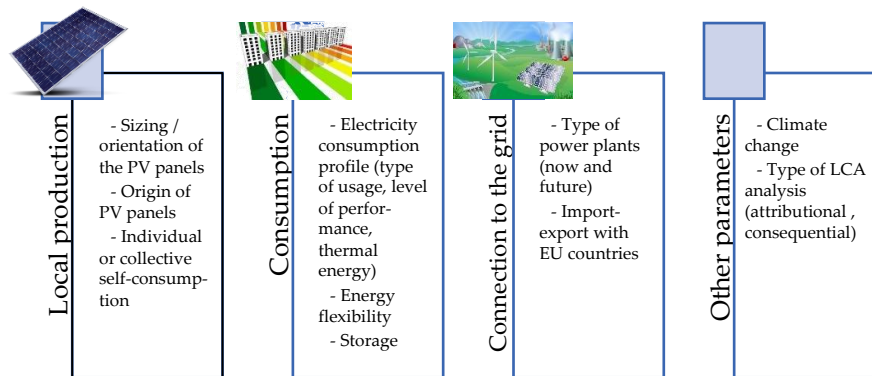 Local production
- Sizing /
orientation of
the PV panels
- Origin of
PV panels
- Individual
or collective
self-consump-
tion
Consumption
- Electricity
consumption
profile (type
of usage, level
of perfor-
mance,
thermal
energy)
- Energy
flexibility
- Storage
Connection to the grid
- Type of
power plants
(now and
future)
- Import-
export with
EU countries
Other parameters
- Climate
change
- Type of LCA
analysis
(attributional ,
consequential)